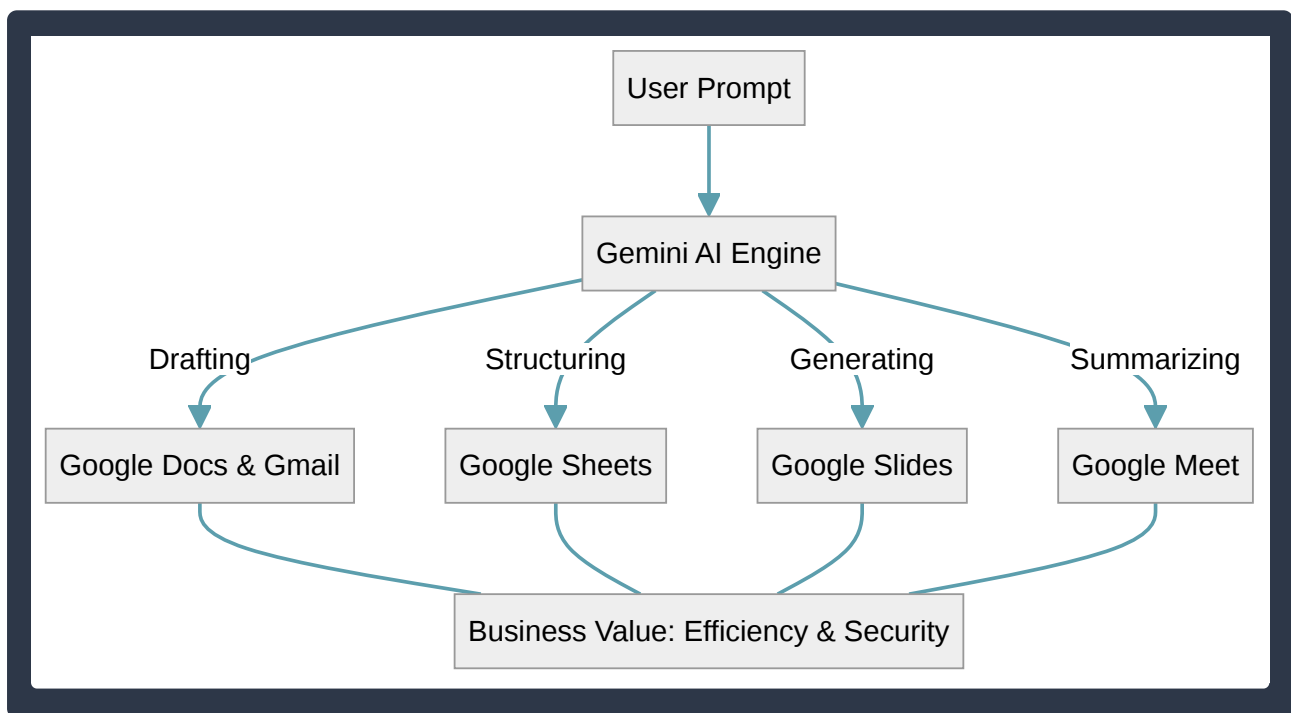 User Prompt
Gemini AI Engine
Drafting
Structuring
Generating
Summarizing
Google Docs & Gmail
Google Sheets
Google Slides
Google Meet
Business Value: Efficiency & Security